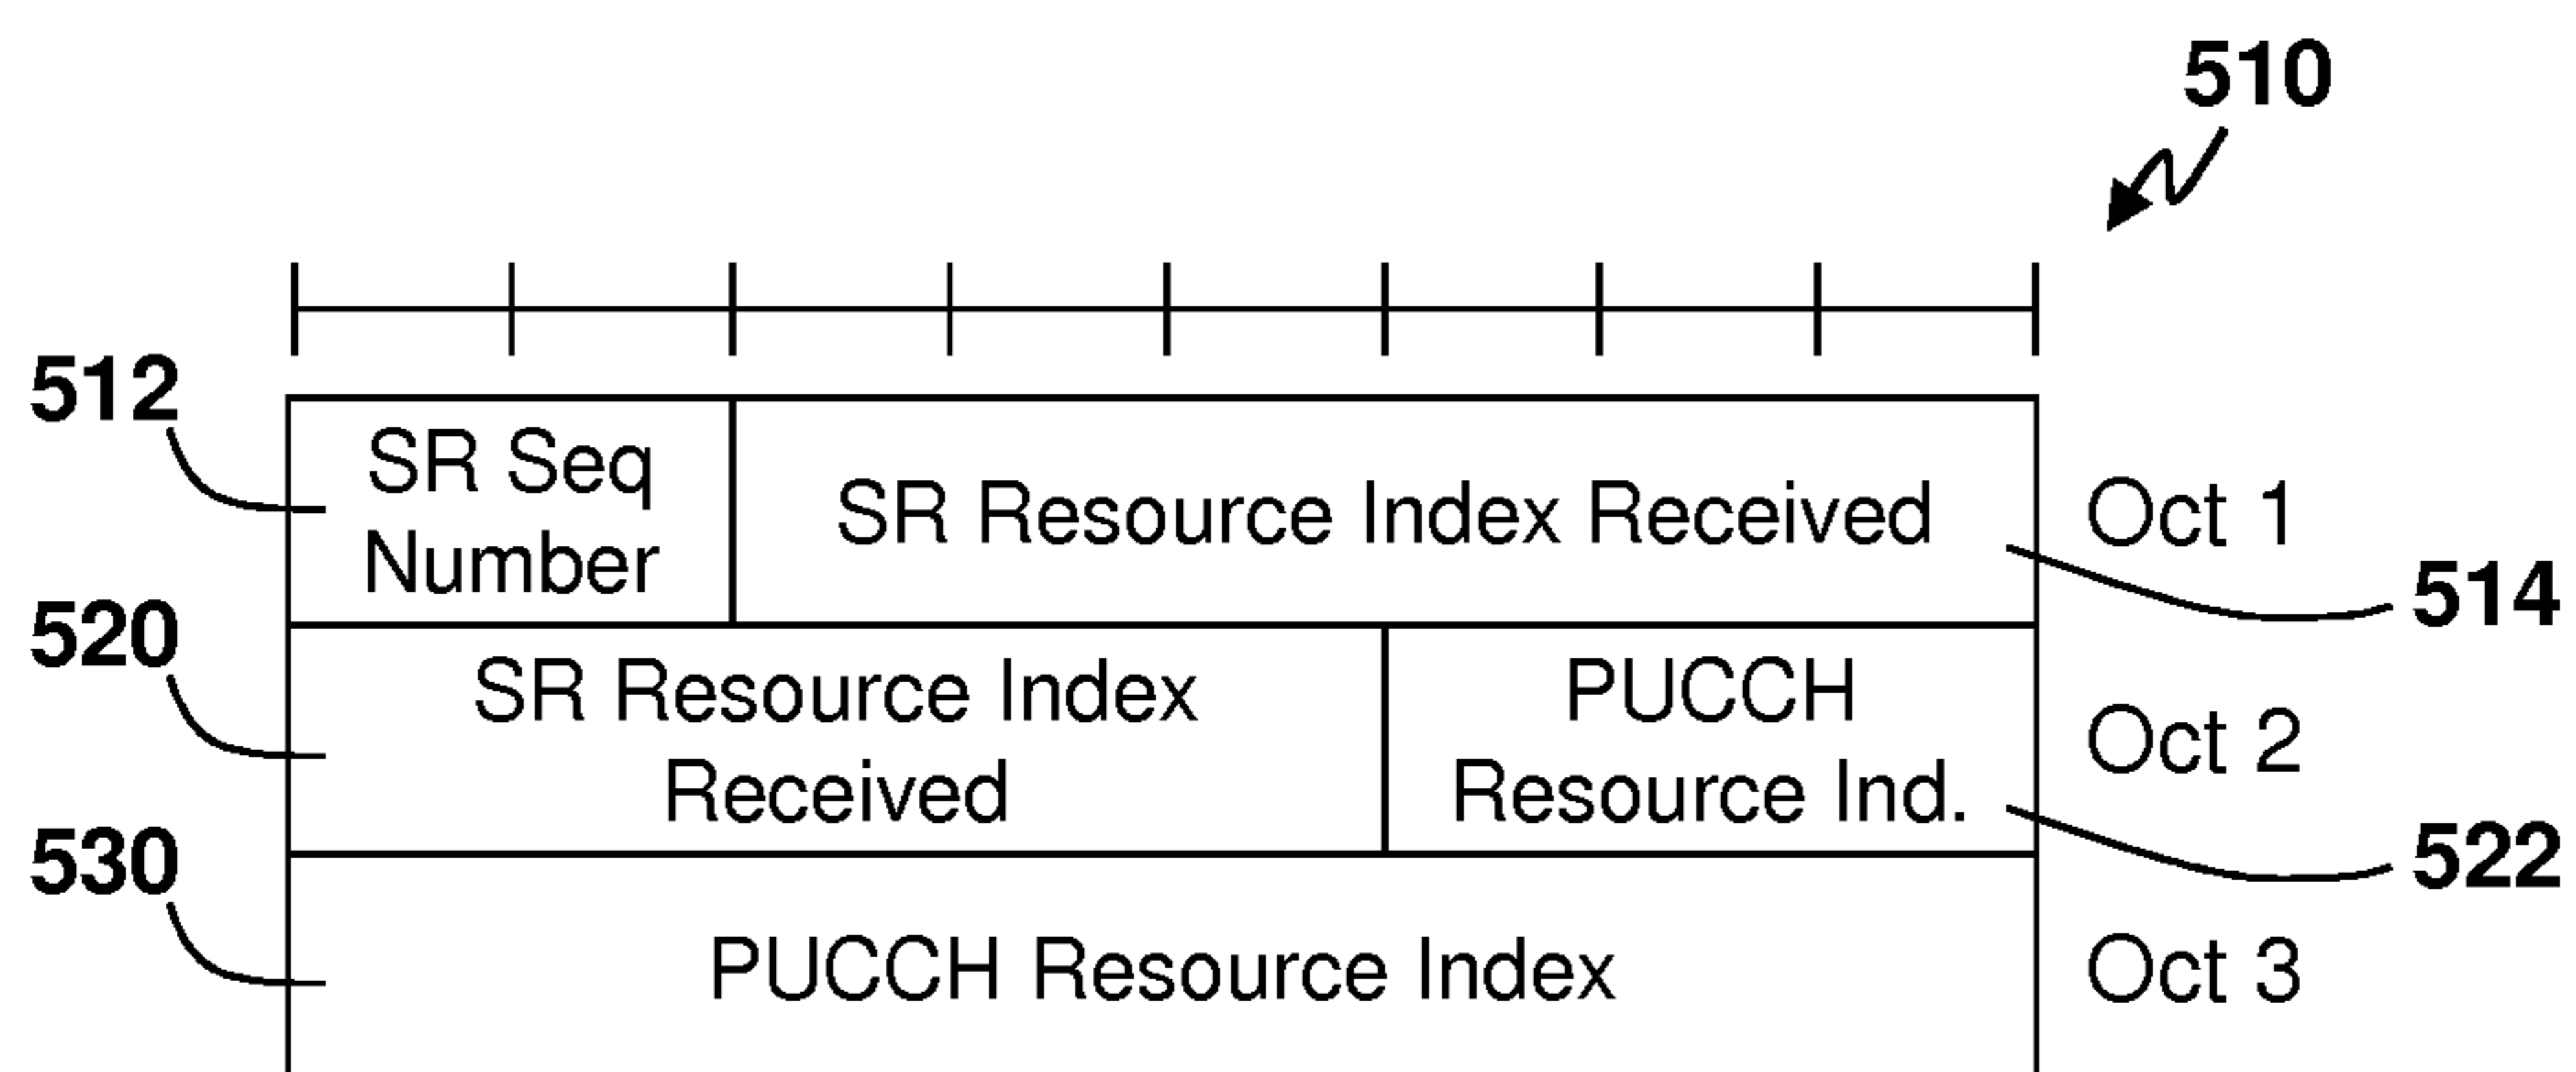 510
512
SR Seq
Number
SR Resource Index Received
Oct 1
514
520
SR Resource Index
Received
PUCCH
Resource Ind.
Oct 2
522
530
PUCCH Resource Index
Oct 3